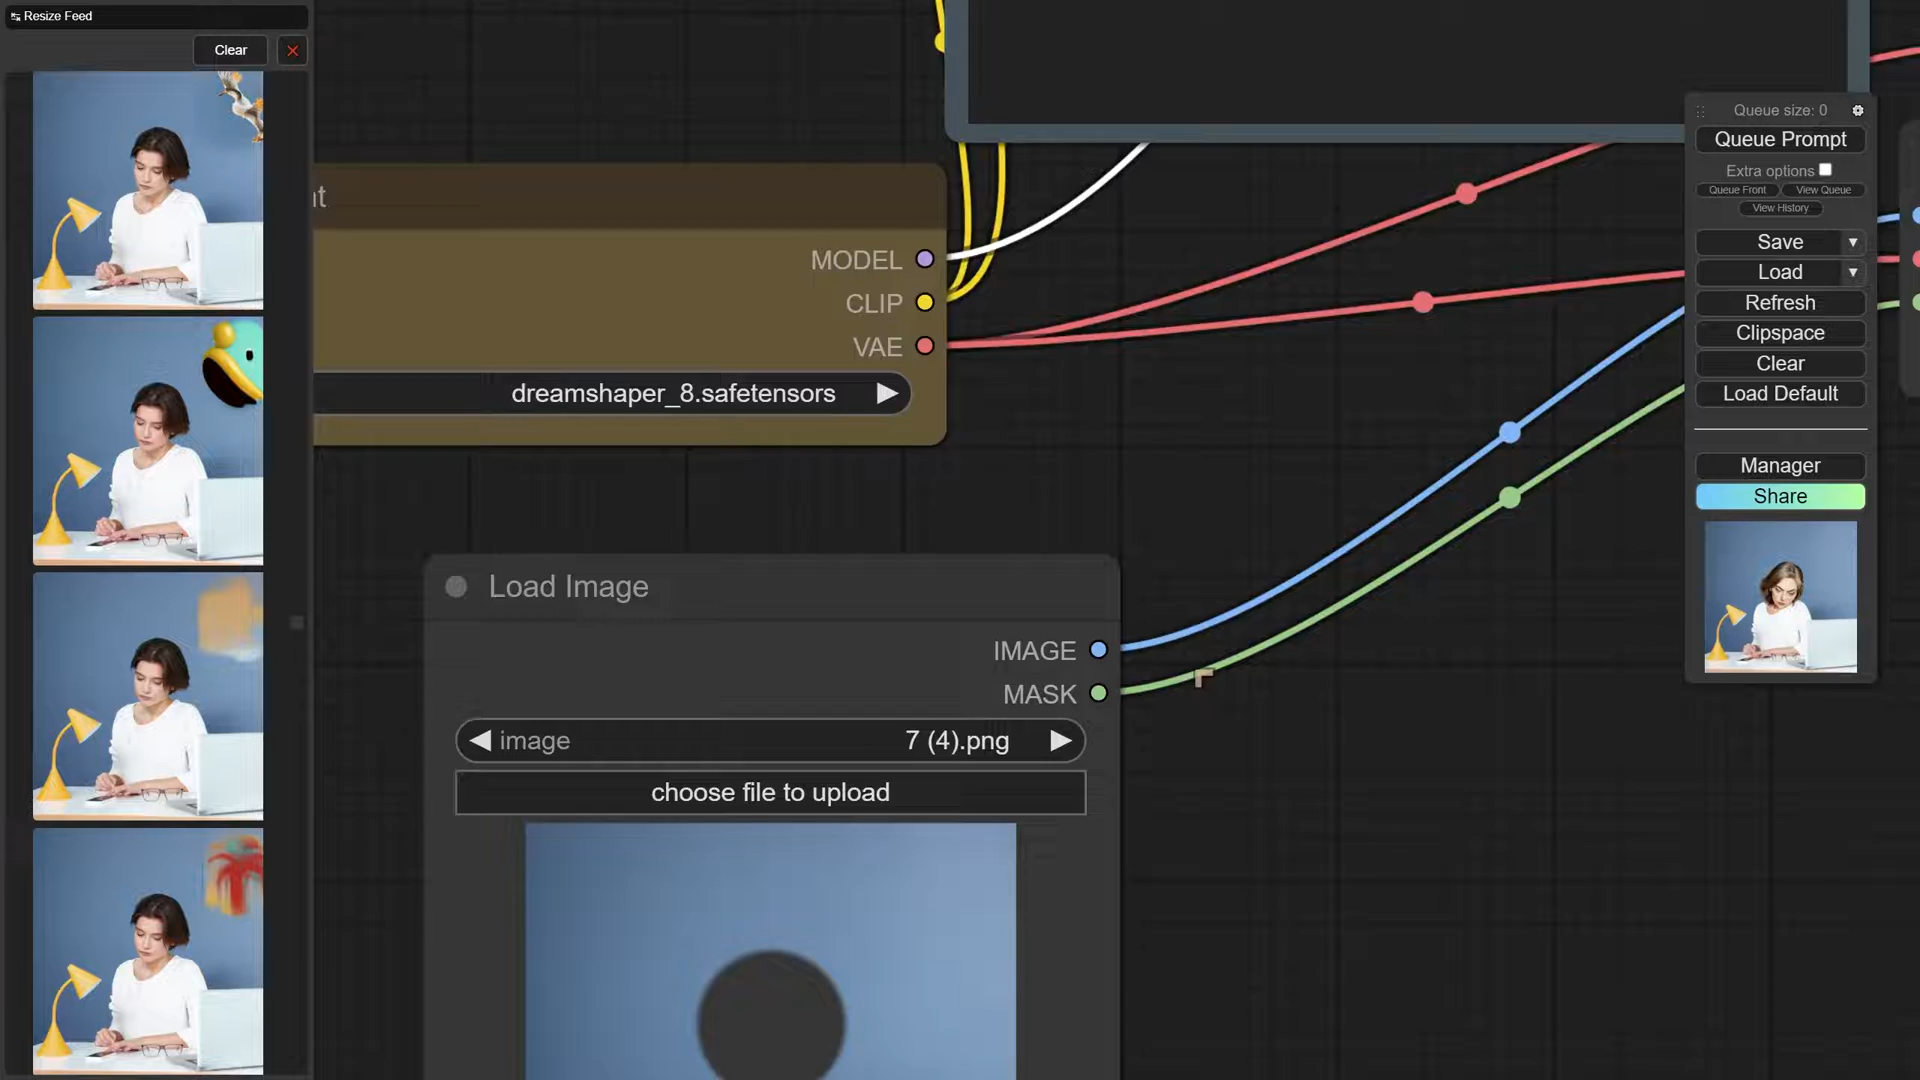 Resize Feed
Clear
nt
MODEL
CLIP
VAE
dreamshaper_8.safetensors
Load Image
IMAGE
MASK
image
7 (4).png
choose file to upload
Queue size: 0
Queue Prompt
Extra options
Queue Front
View Queue
View History
Save
Load
Refresh
Clipspace
Clear
Load Default
Manager
Share